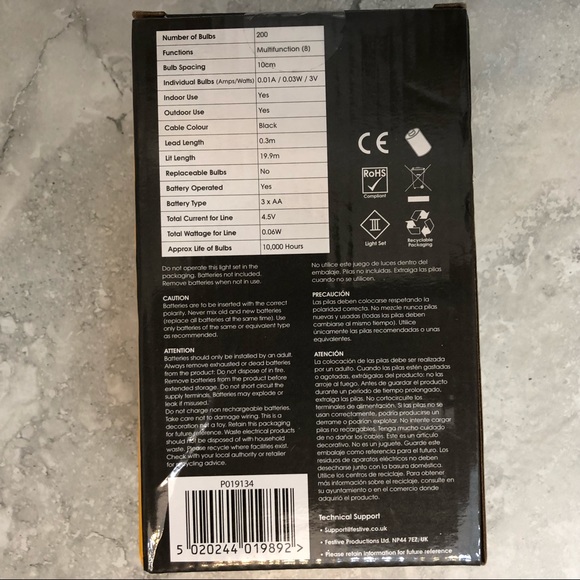 Number of Bulbs 200
Functions Multifunction (8)
Bulb Spacing 10cm
Individual Bulbs (Amps/Watts) 0.01A / 0.03W / 3V
Indoor Use Yes
Outdoor Use Yes
Cable Colour Black
Lead Length 0.3m
Lit Length 19.9m
Replaceable Bulbs No
Battery Operated Yes
Battery Type 3 x AA
Total Current for Line 4.5V
Total Wattage for Line 0.06W
Approx Life of Bulbs 10,000 Hours
CE
RoHS
Compliant
III
Light Set
Recyclable
Packaging
Do not operate this light set in the
packaging. Batteries not included.
Remove batteries when not in use.
CAUTION
Batteries are to be inserted with the correct
polarity. Never mix old and new batteries
(replace all batteries at the same time). Use
only batteries of the same or equivalent type
as recommended.
ATTENTION
Batteries should only be installed by an adult.
Always remove exhausted or dead batteries
from the product. Do not dispose of in fire.
Remove batteries from the product before
extended storage. Do not short circuit the
supply terminals. Batteries may explode or
leak if misused.
Do not charge non rechargeable batteries.
Take care not to damage wiring. This is a
decoration not a toy. Retain this packaging
for future reference. Waste electrical products
should not be disposed of with household
waste. Please recycle where facilities exist.
Check with your local authority or retailer
for recycling advice.
No utilice este juego de luces dentro del
embalaje. Pilas no incluidas. Extraiga las pilas
cuando no se utilicen.
PRECAUCIÓN
Las pilas deben colocarse respetando la
polaridad correcta. No mezcle nunca pilas
nuevas y usadas (todas las pilas deben
cambiarse al mismo tiempo). Utilice
únicamente las pilas recomendadas o unas
equivalentes.
ATENCIÓN
La colocación de las pilas debe ser realizada
por un adulto. Cuando las pilas estén gastadas
o agotadas, extráigalas del producto; no las
arroje al fuego. Antes de guardar el producto
durante un periodo de tiempo prolongado,
extraiga las pilas. No cortocircuite los
terminales de alimentación. Si las pilas no se
usan correctamente, podría producirse un
derrame o podrían explotar. No intente cargar
pilas no recargables. Tenga mucho cuidado
de no dañar los cables. Este es un artículo
decorativo. No es un juguete. Guarde este
embalaje como referencia para el futuro. Los
residuos de aparatos eléctricos no deben
desecharse junto con la basura doméstica.
Utilice los centros de reciclaje. Para obtener
más información sobre el reciclaje, consulte en
su ayuntamiento o en el comercio donde
adquirió el producto.
P019134
5 020244 019892 >
Technical Support
• Support@festive.co.uk
• Festive Productions Ltd. NP44 7EZ, UK
• Please retain information for future reference